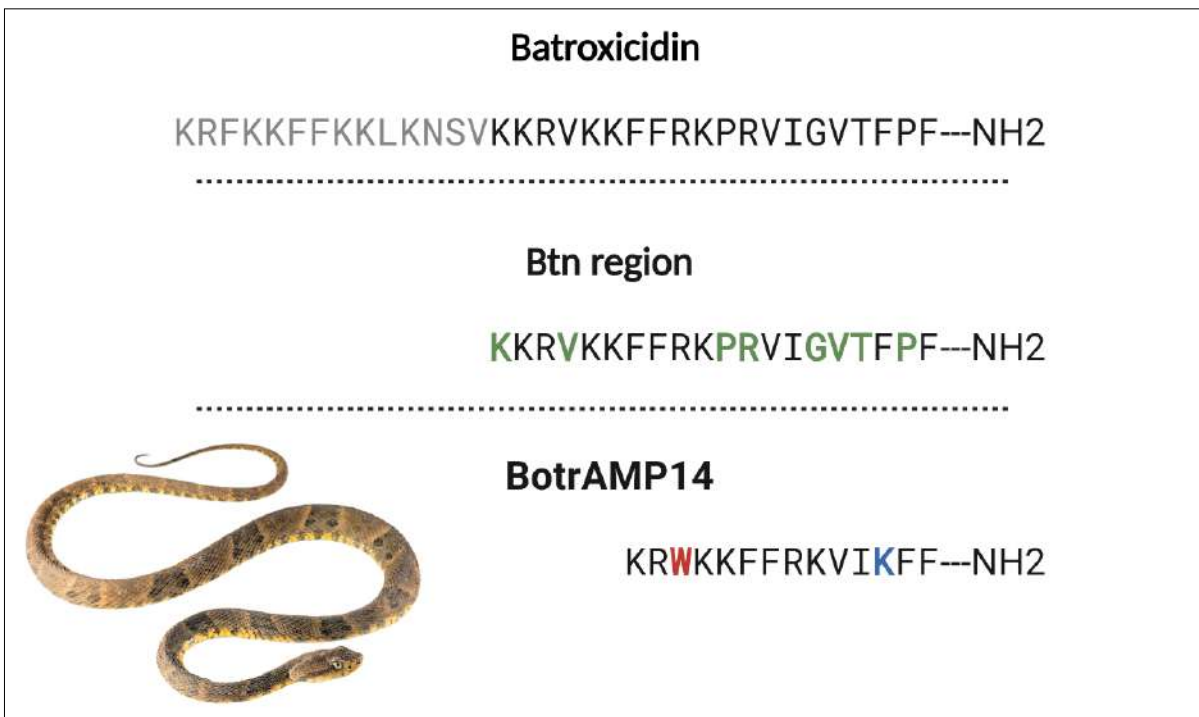 Batroxicidin
KRFKKFFKKLKNSVKKRVKKFFRKPRVIGVTFPF---NH2
Btn region
KKRVKKFFRKPRVIGVTFPF---NH2
BotrAMP14
KRWKKFFRKVIKFF---NH2